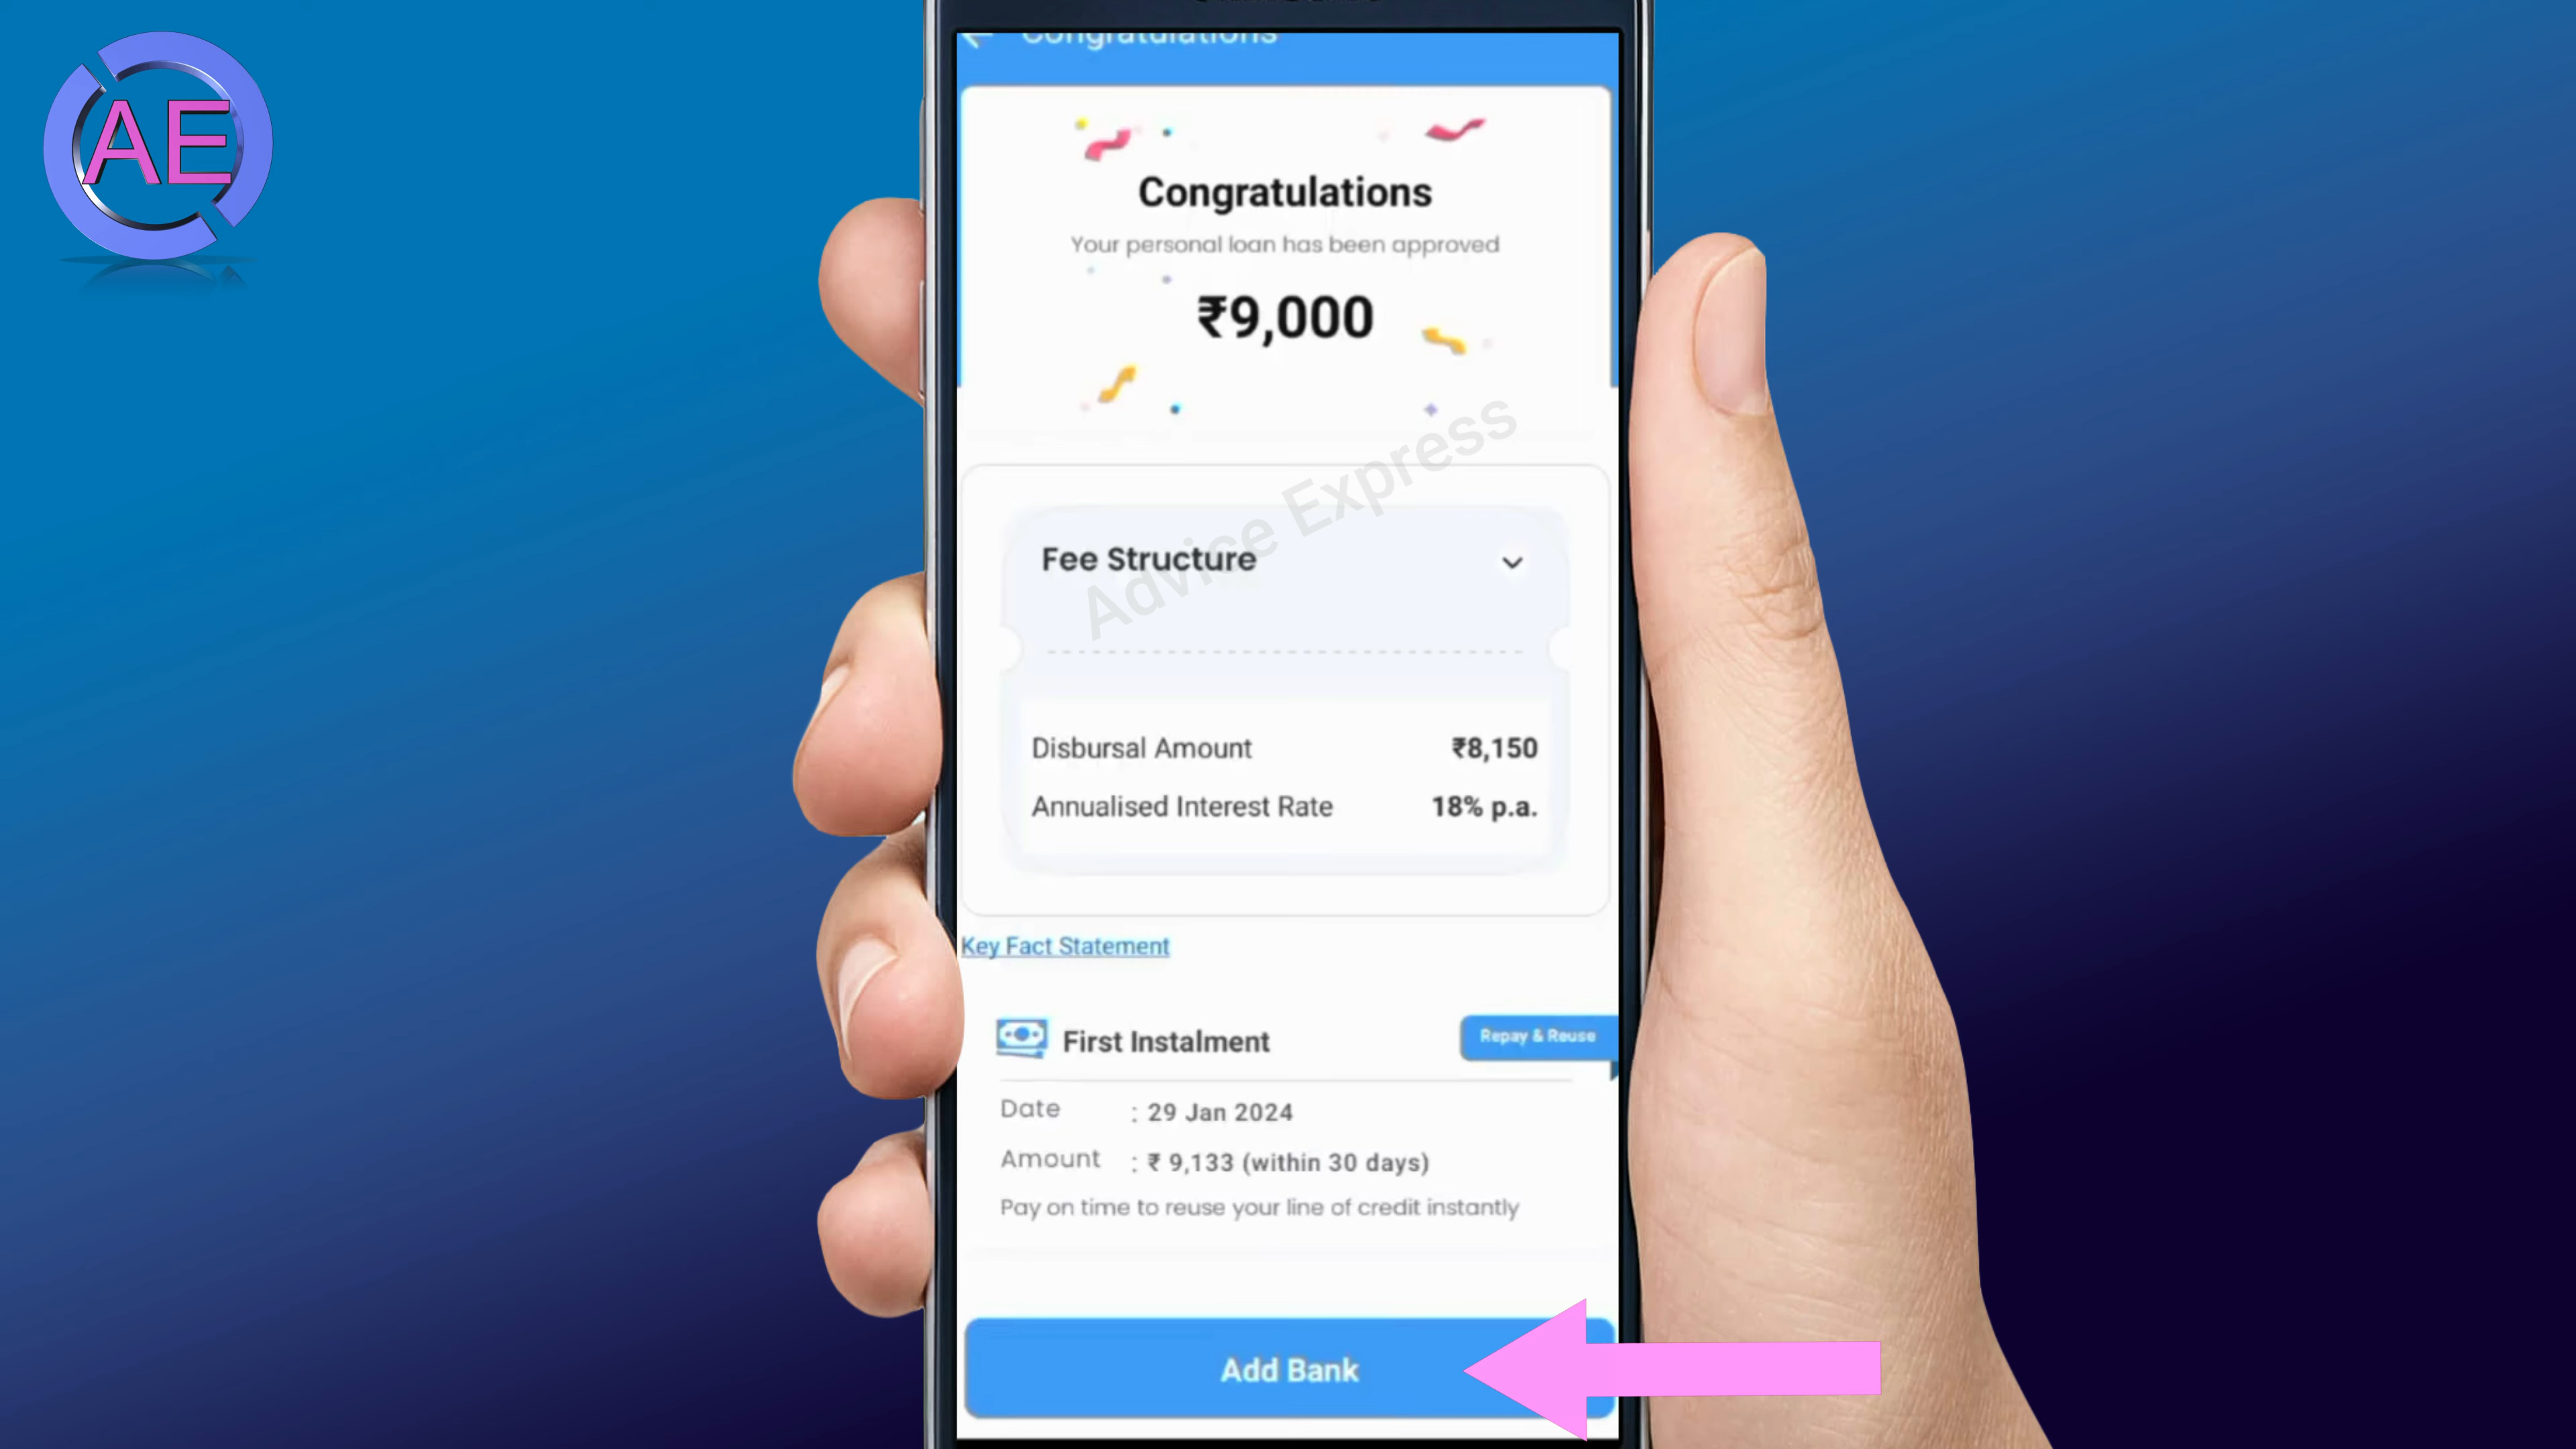 AE
Congratulations
Congratulations
Your personal loan has been approved
₹9,000
Advice Express
Fee Structure
Disbursal Amount ₹8,150
Annualised Interest Rate 18% p.a.
Key Fact Statement
First Instalment Repay & Reuse
Date : 29 Jan 2024
Amount : ₹ 9,133 (within 30 days)
Pay on time to reuse your line of credit instantly
Add Bank